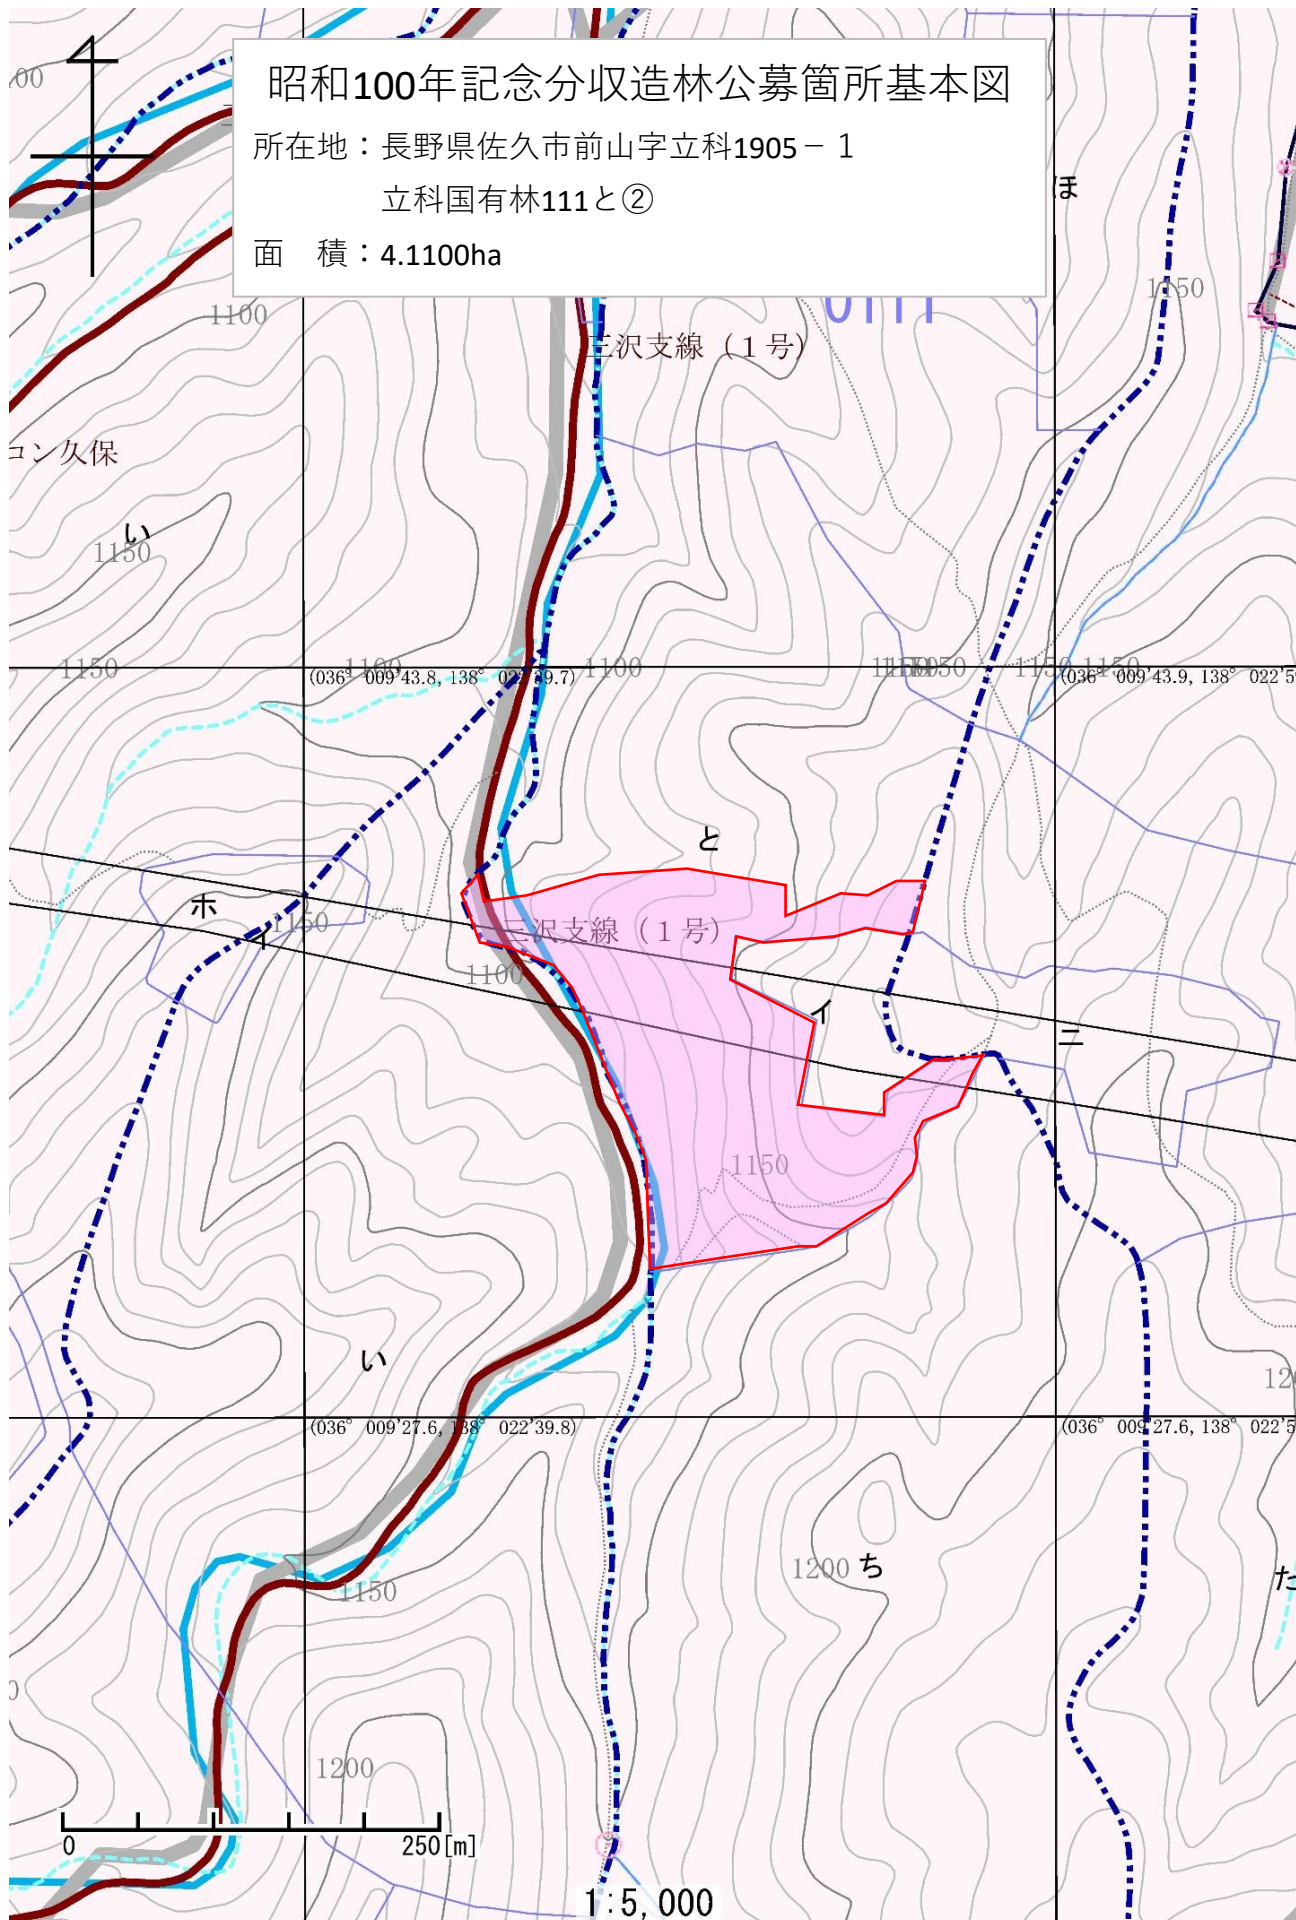 昭和100年記念分収造林公募箇所基本図
所在地：長野県佐久市前山字立科1905－1
立科国有林111と②
面　積：4.1100ha
ほ
1150
1100
三沢支線（1号）
コン久保
い
1150
1150
1100
1100
1150
1150
1150
(036° 009'43.8, 138° 022'39.7)
(036° 009'43.9, 138°
と
ホ
イ
1150
三沢支線（1号）
1100
イ
ニ
1150
い
(036° 009'27.6, 138° 022'39.8)
(036° 009'27.6, 138°
1200
ち
た
1150
1200
0
250[m]
1:5,000